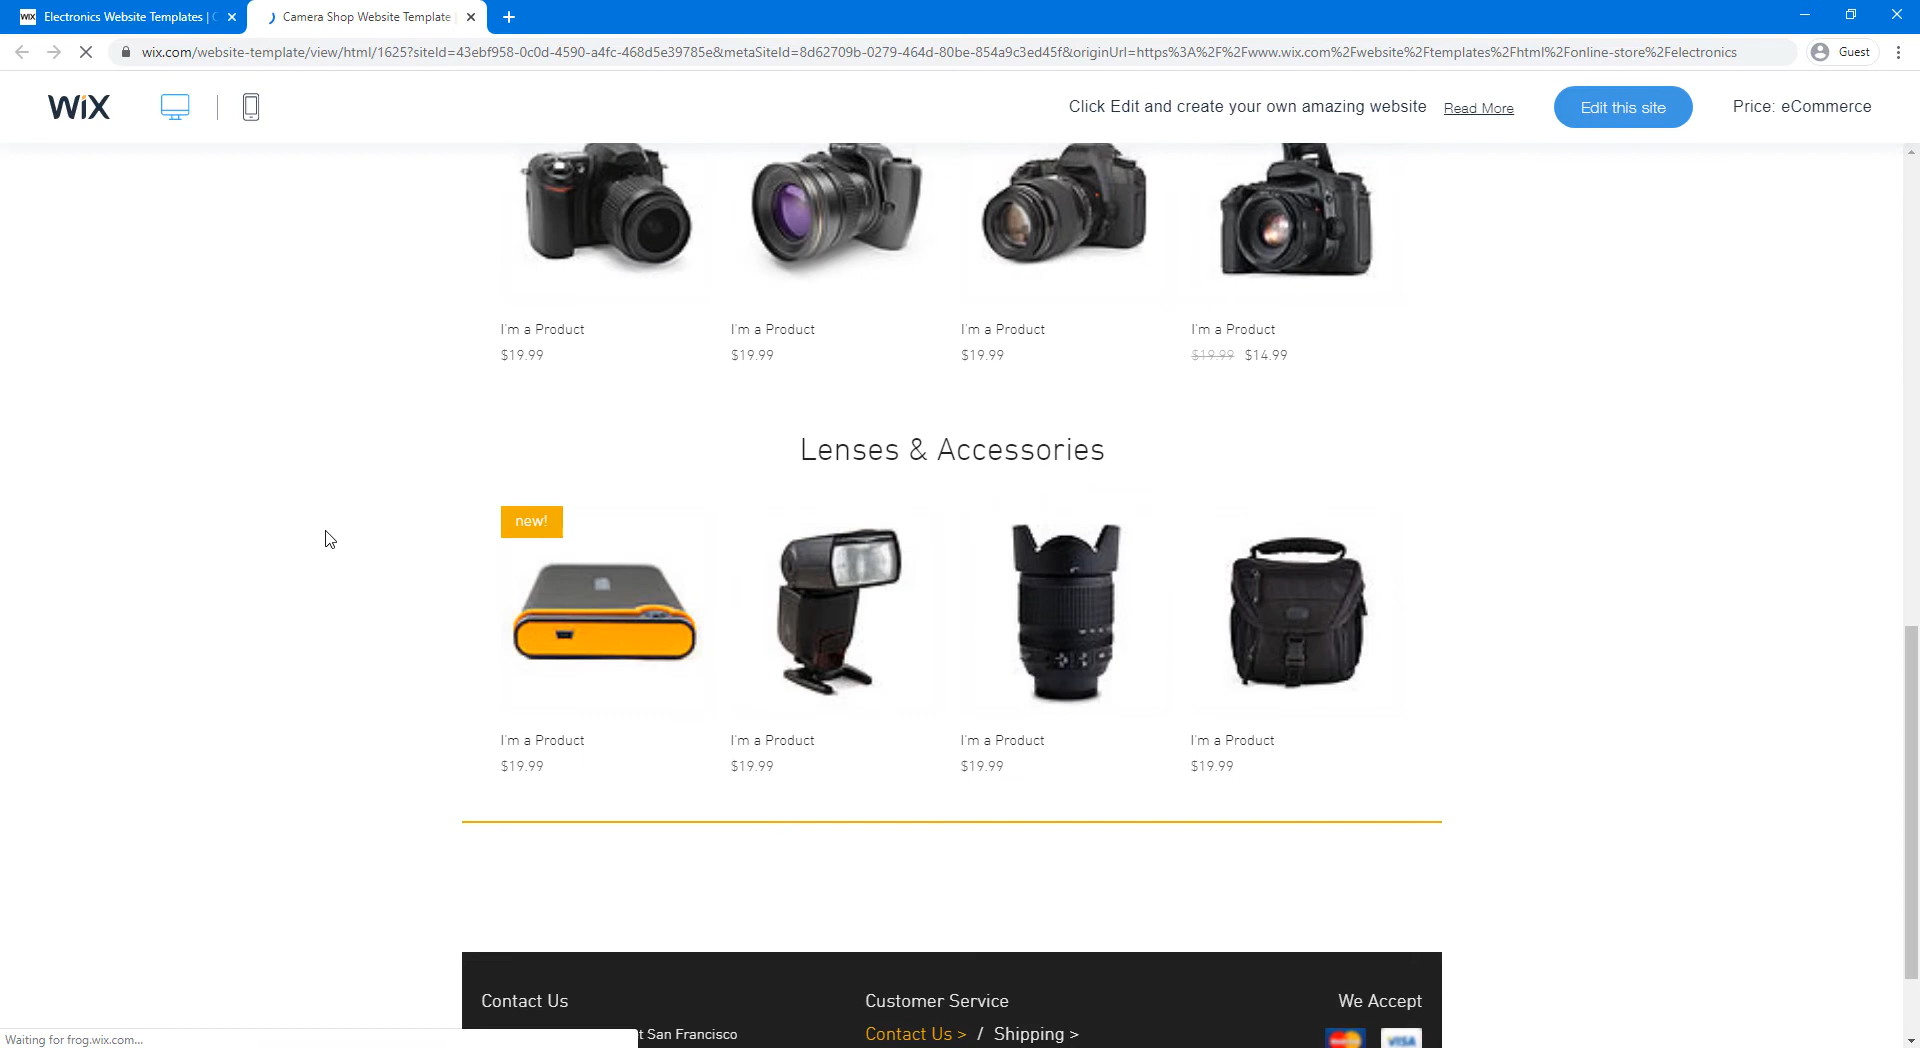 WIX Electronics Website Templates |
Camera Shop Website Template
wix.com/website-template/view/html/1625?siteId=43ebf958-0c0d-4590-a4fc-468d5e39785e&metaSiteId=8d62709b-0279-464d-80be-854a9c3ed45f&originUrl=https%3A%2F%2Fwww.wix.com%2Fwebsite%2Ftemplates%2Fhtml%2Fonline-store%2Felectronics
Guest
WiX
Click Edit and create your own amazing website Read More
Edit this site
Price: eCommerce
I'm a Product
$19.99
I'm a Product
$19.99
I'm a Product
$19.99
I'm a Product
$19.99 $14.99
Lenses & Accessories
new!
I'm a Product
$19.99
I'm a Product
$19.99
I'm a Product
$19.99
I'm a Product
$19.99
Contact Us
San Francisco
Customer Service
Contact Us > / Shipping >
We Accept
VISA
Waiting for frog.wix.com...